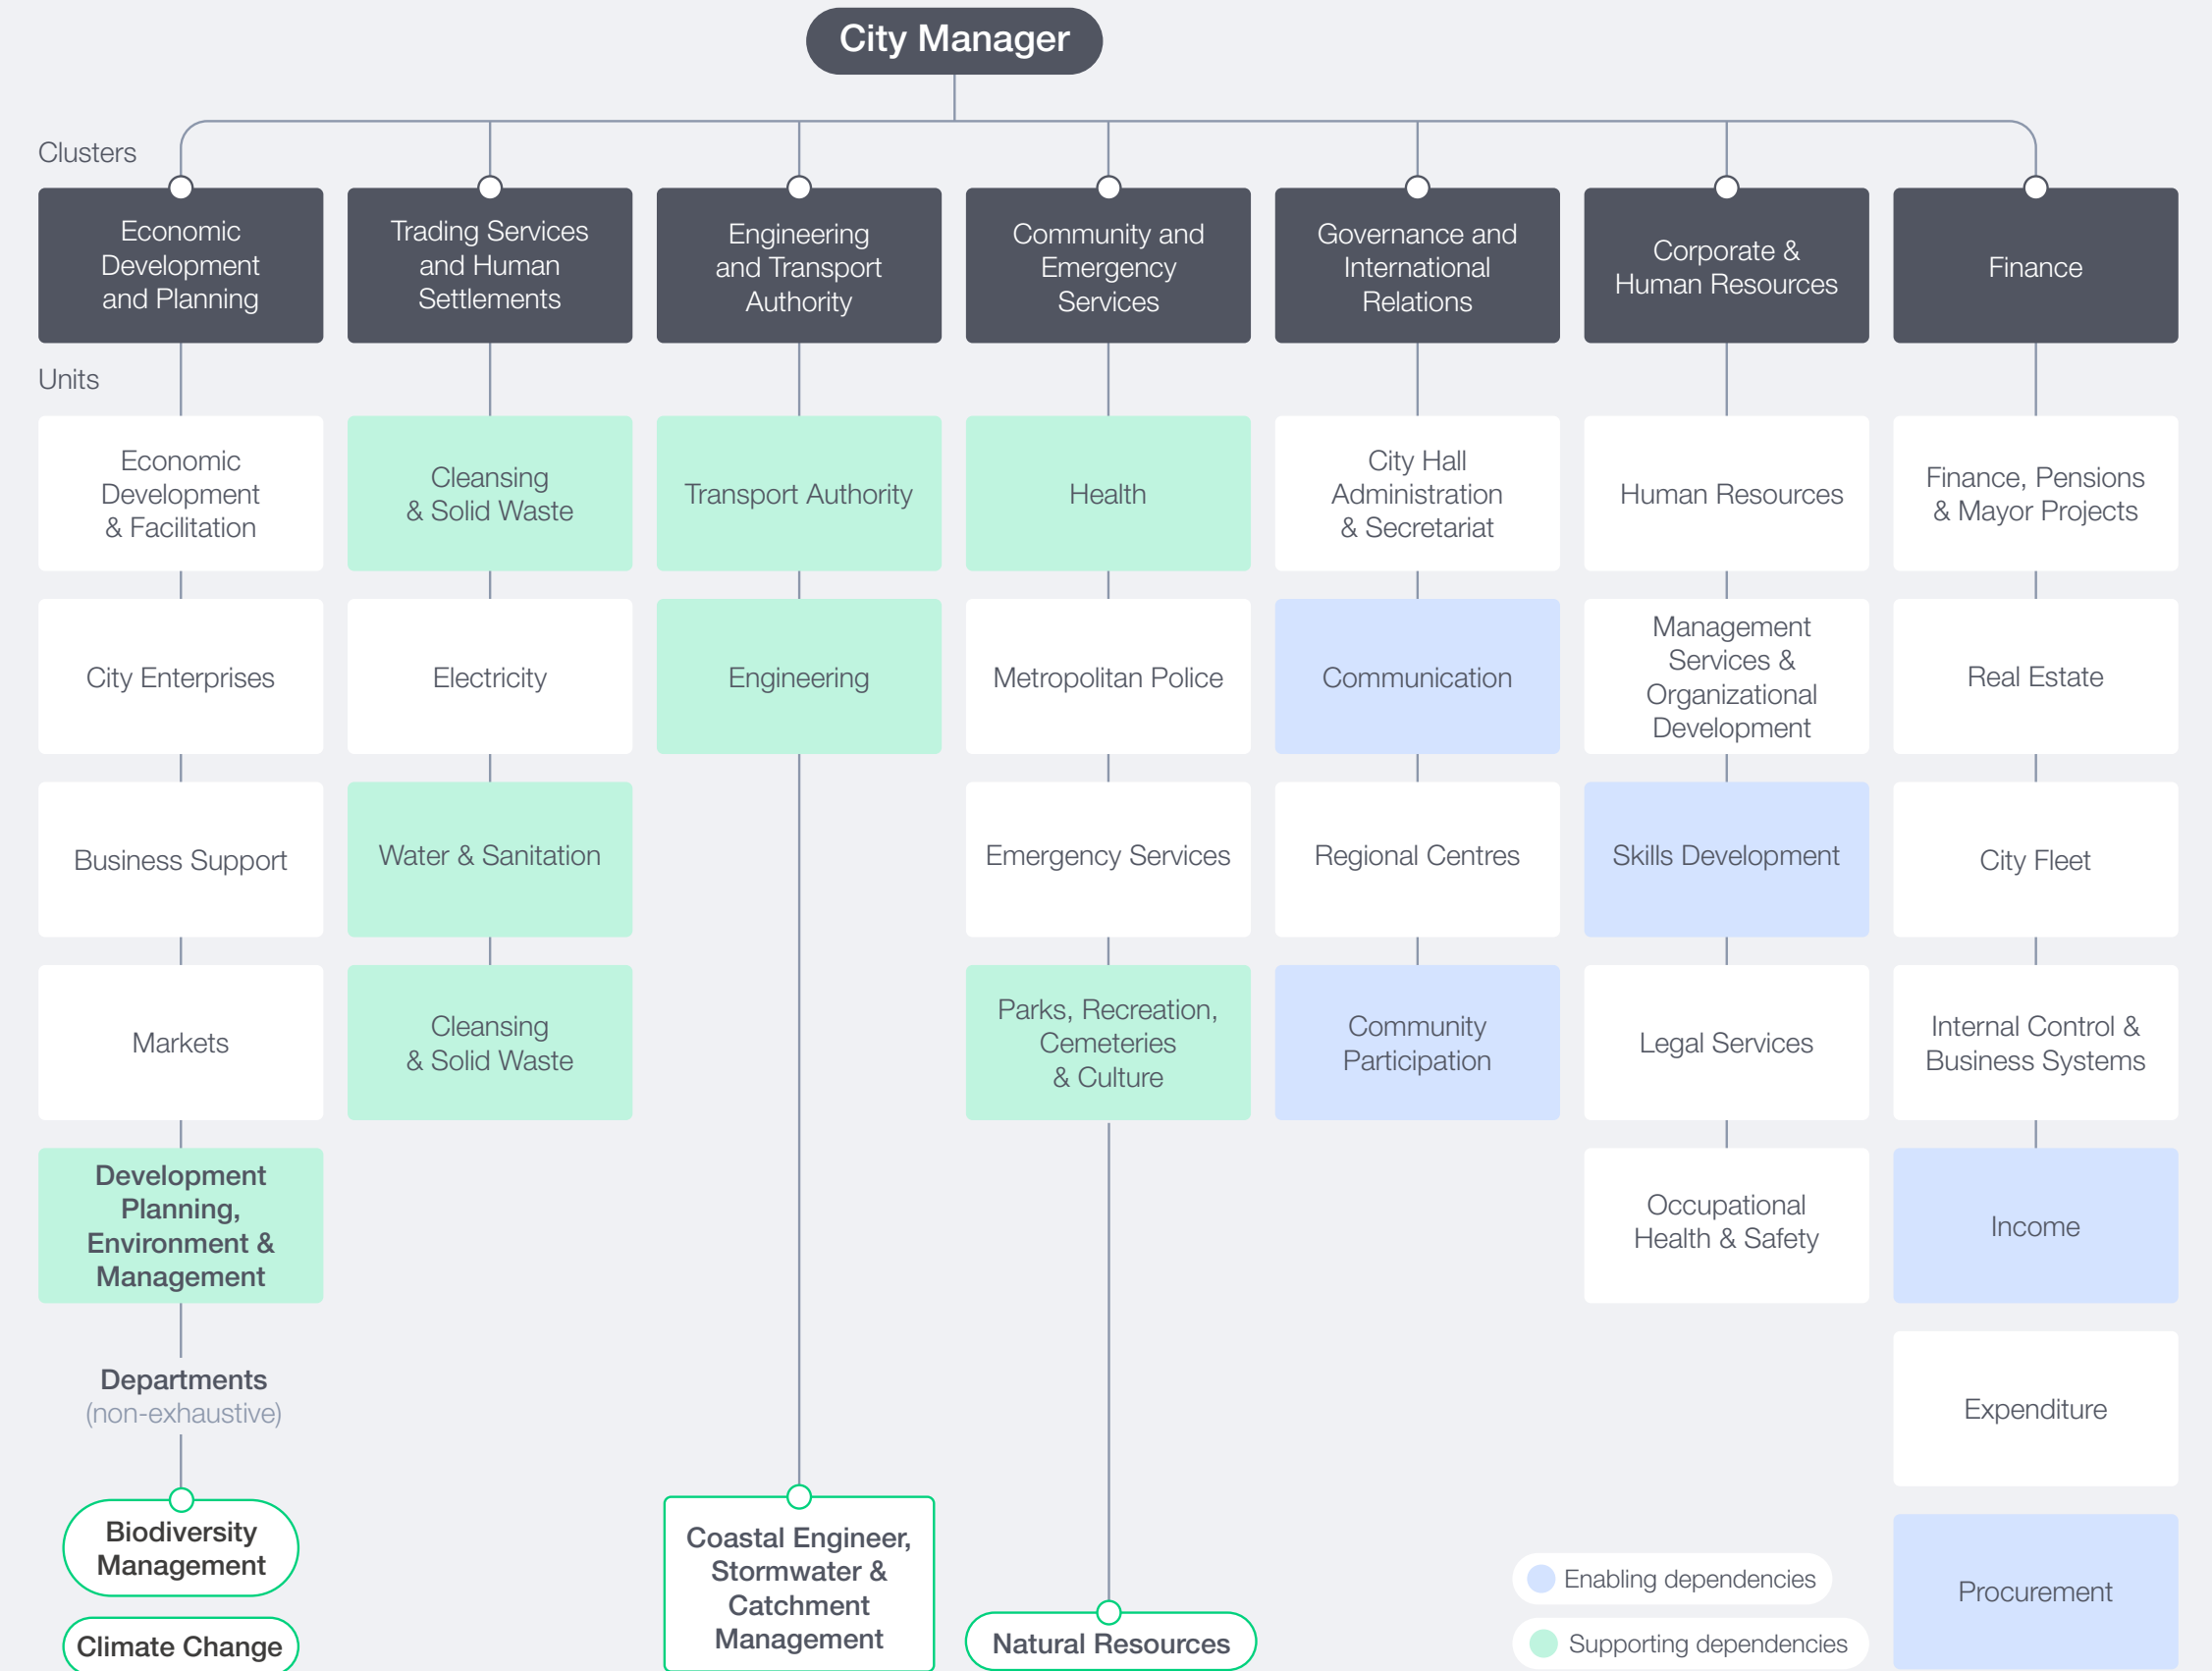 City Manager
Clusters
Economic
Development
and Planning
Trading Services
and Human
Settlements
Engineering
and Transport
Authority
Community and
Emergency
Services
Governance and
International
Relations
Corporate &
Human Resources
Finance
Units
Economic
Development
& Facilitation
Cleansing
& Solid Waste
Transport Authority
Health
City Hall
Administration
& Secretariat
Human Resources
Finance, Pensions
& Mayor Projects
City Enterprises
Electricity
Engineering
Metropolitan Police
Communication
Management
Services &
Organizational
Development
Real Estate
Business Support
Water & Sanitation
Emergency Services
Regional Centres
Skills Development
City Fleet
Markets
Cleansing
& Solid Waste
Parks, Recreation,
Cemeteries
& Culture
Community
Participation
Legal Services
Internal Control &
Business Systems
Development
Planning,
Environment &
Management
Occupational
Health & Safety
Income
Departments
(non-exhaustive)
Expenditure
Biodiversity
Management
Climate Change
Coastal Engineer,
Stormwater &
Catchment
Management
Natural Resources
Enabling dependencies
Supporting dependencies
Procurement